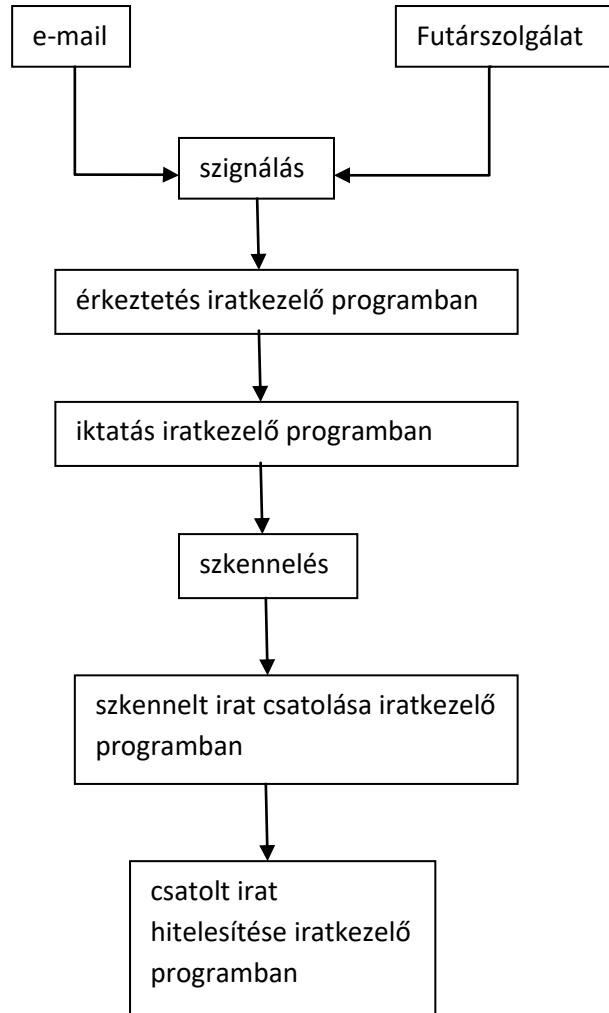 e-mail
Futárszolgálat
szignálás
érkeztetés iratkezelő programban
iktatás iratkezelő programban
szkennelés
szkennelt irat csatolása iratkezelő
programban
csatolt irat
hitelesítése iratkezelő
programban